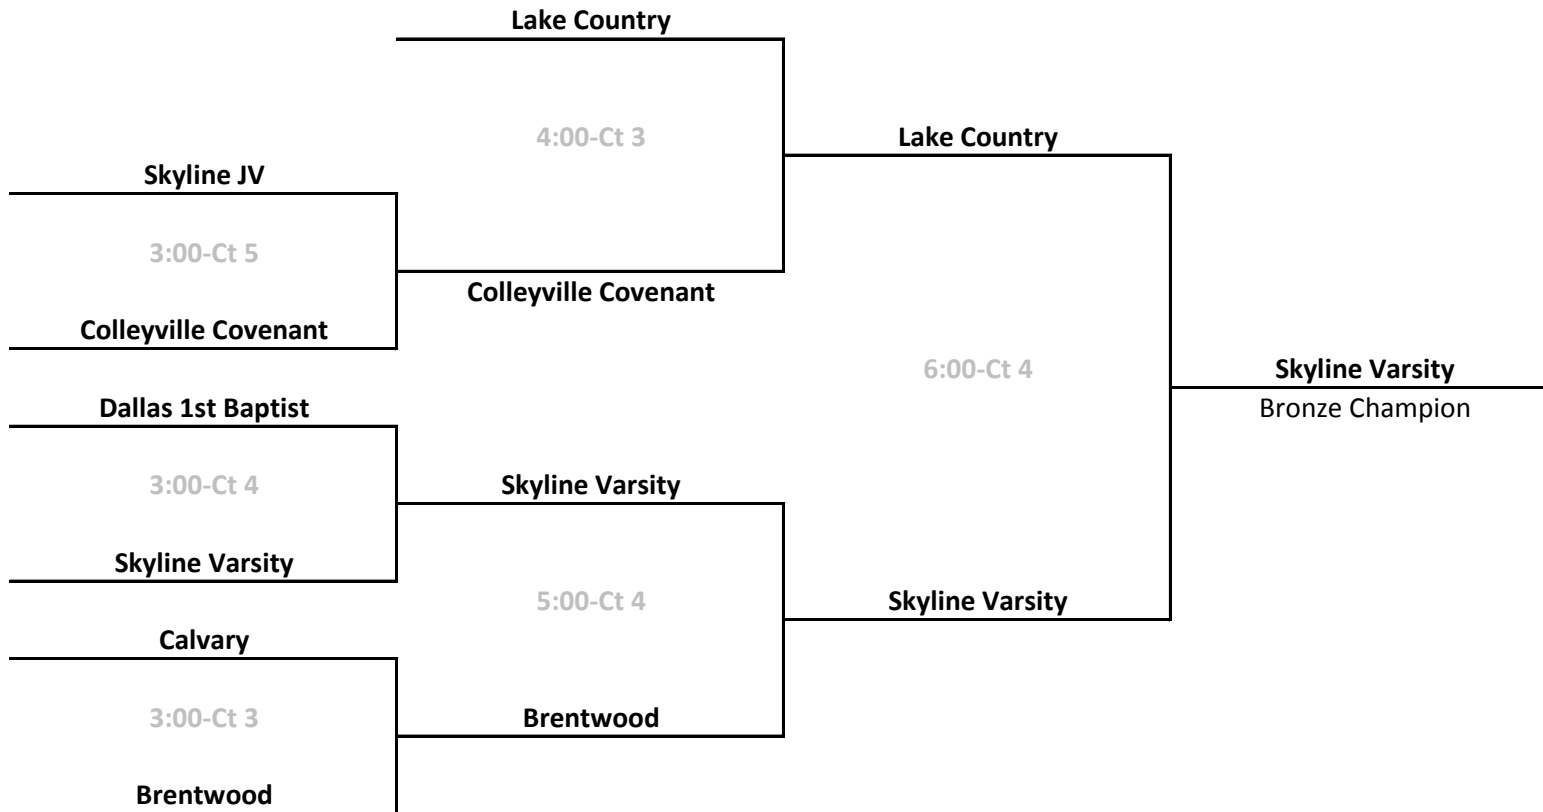 Lake Country
4:00-Ct 3
Lake Country
Skyline JV
3:00-Ct 5
Colleyville Covenant
Colleyville Covenant
6:00-Ct 4
Skyline Varsity
Bronze Champion
Dallas 1st Baptist
3:00-Ct 4
Skyline Varsity
Skyline Varsity
5:00-Ct 4
Skyline Varsity
Calvary
3:00-Ct 3
Brentwood
Brentwood